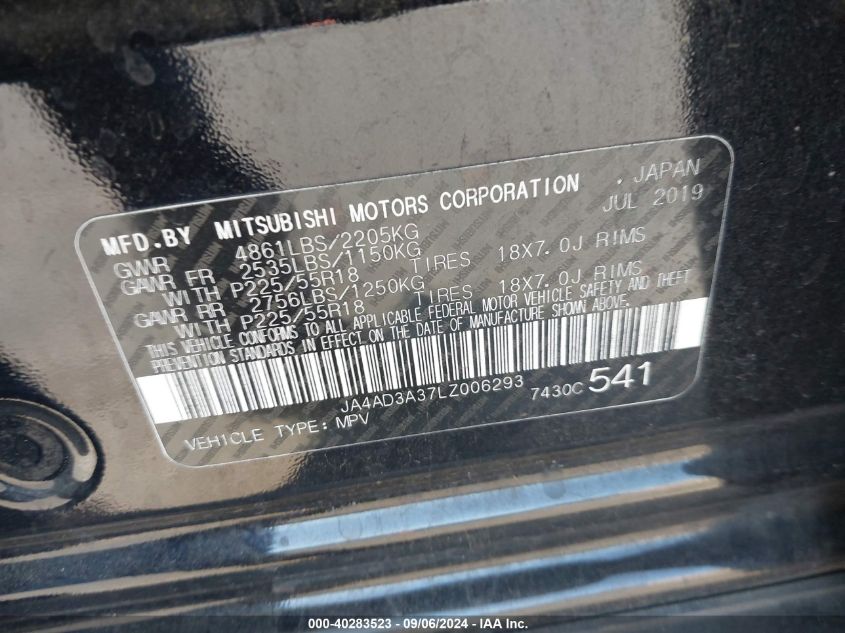 MFD.BY MITSUBISHI MOTORS CORPORATION . JAPAN
GVWR 4861LBS/2205KG JUL 2019
GAWR FR 2535LBS/1150KG
WITH P225/55R18 TIRES 18X7.0J RIMS
GAWR RR 2756LBS/1250KG
WITH P225/55R18 TIRES 18X7.0J RIMS
THIS VEHICLE CONFORMS TO ALL APPLICABLE FEDERAL MOTOR VEHICLE SAFETY AND THEFT
PREVENTION STANDARDS IN EFFECT ON THE DATE OF MANUFACTURE SHOWN ABOVE.
JA4AD3A37LZ006293 7430C 541
VEHICLE TYPE: MPV
000-40283523 - 09/06/2024 - IAA, Inc.